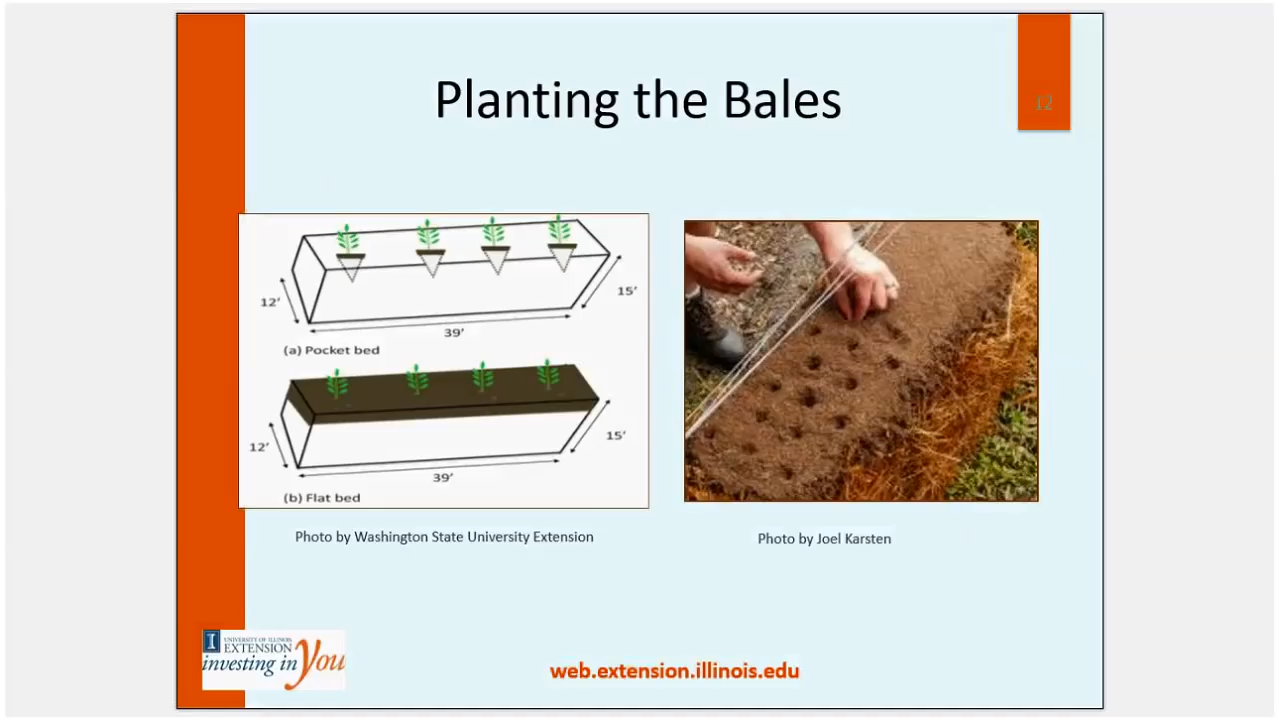 Planting the Bales
12
12'
15'
39'
(a) Pocket bed
12'
15'
39'
(b) Flat bed
Photo by Washington State University Extension
Photo by Joel Karsten
I
UNIVERSITY OF ILLINOIS
EXTENSION
investing in you
web.extension.illinois.edu